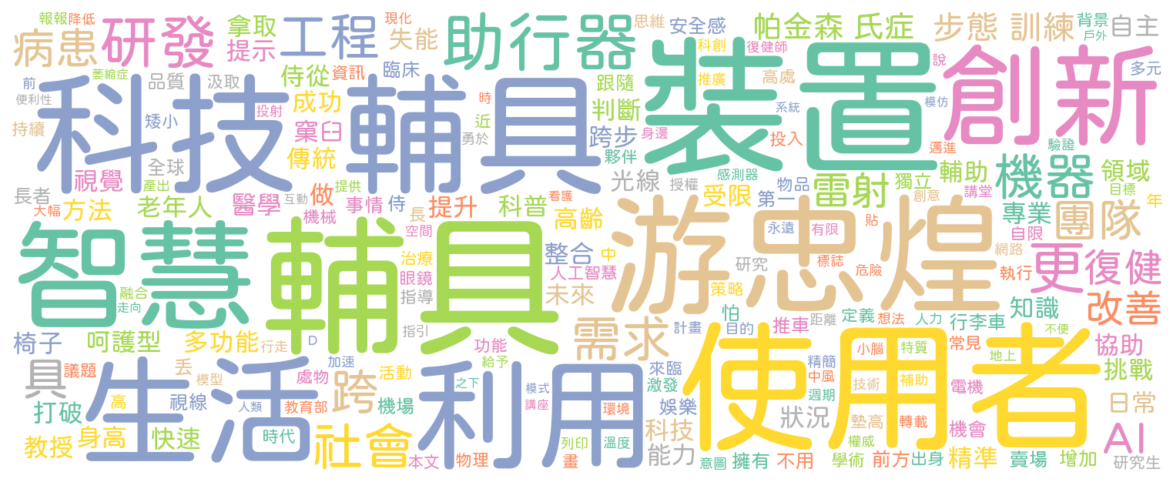 報報 降低 拿取 現化 思維 安全感 背景
病患 研發 提示 工程 失能 助行器 科創 復健師 帕金森 氏症 步態 訓練 戶外 自主
前 萎縮症 品質 汲取 侍從 資訊 臨床 跟隨 推廣 高處 說 多元
便利性 投射 成功 時 判斷 裝置 系統 模仿 創新
持續 科技 矮小 窠臼 輔具 近 勇於 跨步 身邊 投入 邁進 驗證
全球 傳統 夥伴 感測器 物品 輔助 機器 領域
視覺 產出 互動 提供 做 看護 光線 授權 受限 第一 雷射 獨立 創意 講堂 目標
長者 大幅 方法 老年人 醫學 機械 事情 侍 長 提升 科普 高齡 貼 專業 團隊 年
空間 永遠 有限 自限 網路
智慧 輔具 治療 中 整合 游忠煌 標誌 危險 執行 更 復健
融合 走向 眼鏡 人工智慧 研究 策略
指導 未來 怕 定義 想法 人力 行李車 知識 改善
椅子 呵護型 多功能 行走 D 指引 功能 需求 計畫 目的 推車 距離 常見 不便 協助
具 議題 丟 模型 處物 加速 活動 給予 之下 來臨 激發 精簡 中風 週期 小腦 特質 地上 挑戰
打破 高 生活 視線 人類 教育部 跨 機場 利用 模式 講座 環境 娛樂 使用者 技術 補助 電機 日常
教授 身高 快速 時代 社會 列印 溫度 科技 狀況 墊高 轉載 機會 AI
本文 物理 畫 能力 意圖 擁有 不用 權威 學術 前方 出身 精準 賣場 增加 研究生